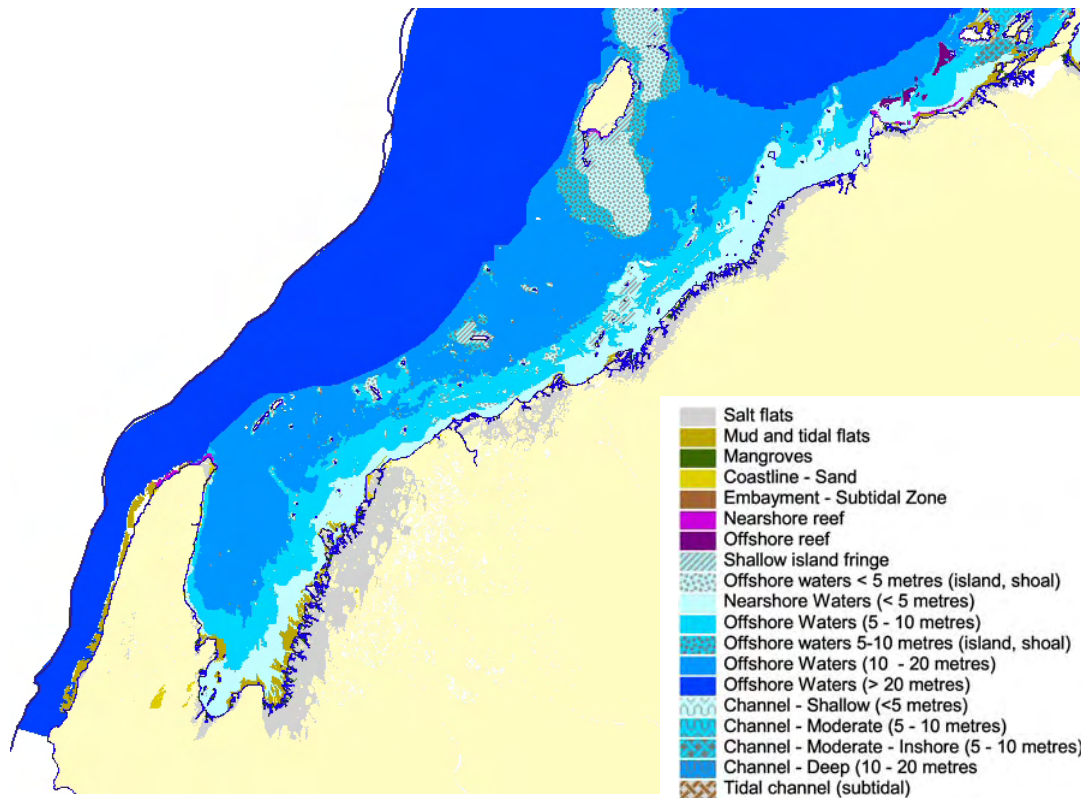 Salt flats
Mud and tidal flats
Mangroves
Coastline - Sand
Embayment - Subtidal Zone
Nearshore reef
Offshore reef
Shallow island fringe
Offshore waters < 5 metres (island, shoal)
Nearshore Waters (< 5 metres)
Offshore Waters (5 - 10 metres)
Offshore waters 5-10 metres (island, shoal)
Offshore Waters (10 - 20 metres)
Offshore Waters (> 20 metres)
Channel - Shallow (<5 metres)
Channel - Moderate (5 - 10 metres)
Channel - Moderate - Inshore (5 - 10 metres)
Channel - Deep (10 - 20 metres
Tidal channel (subtidal)